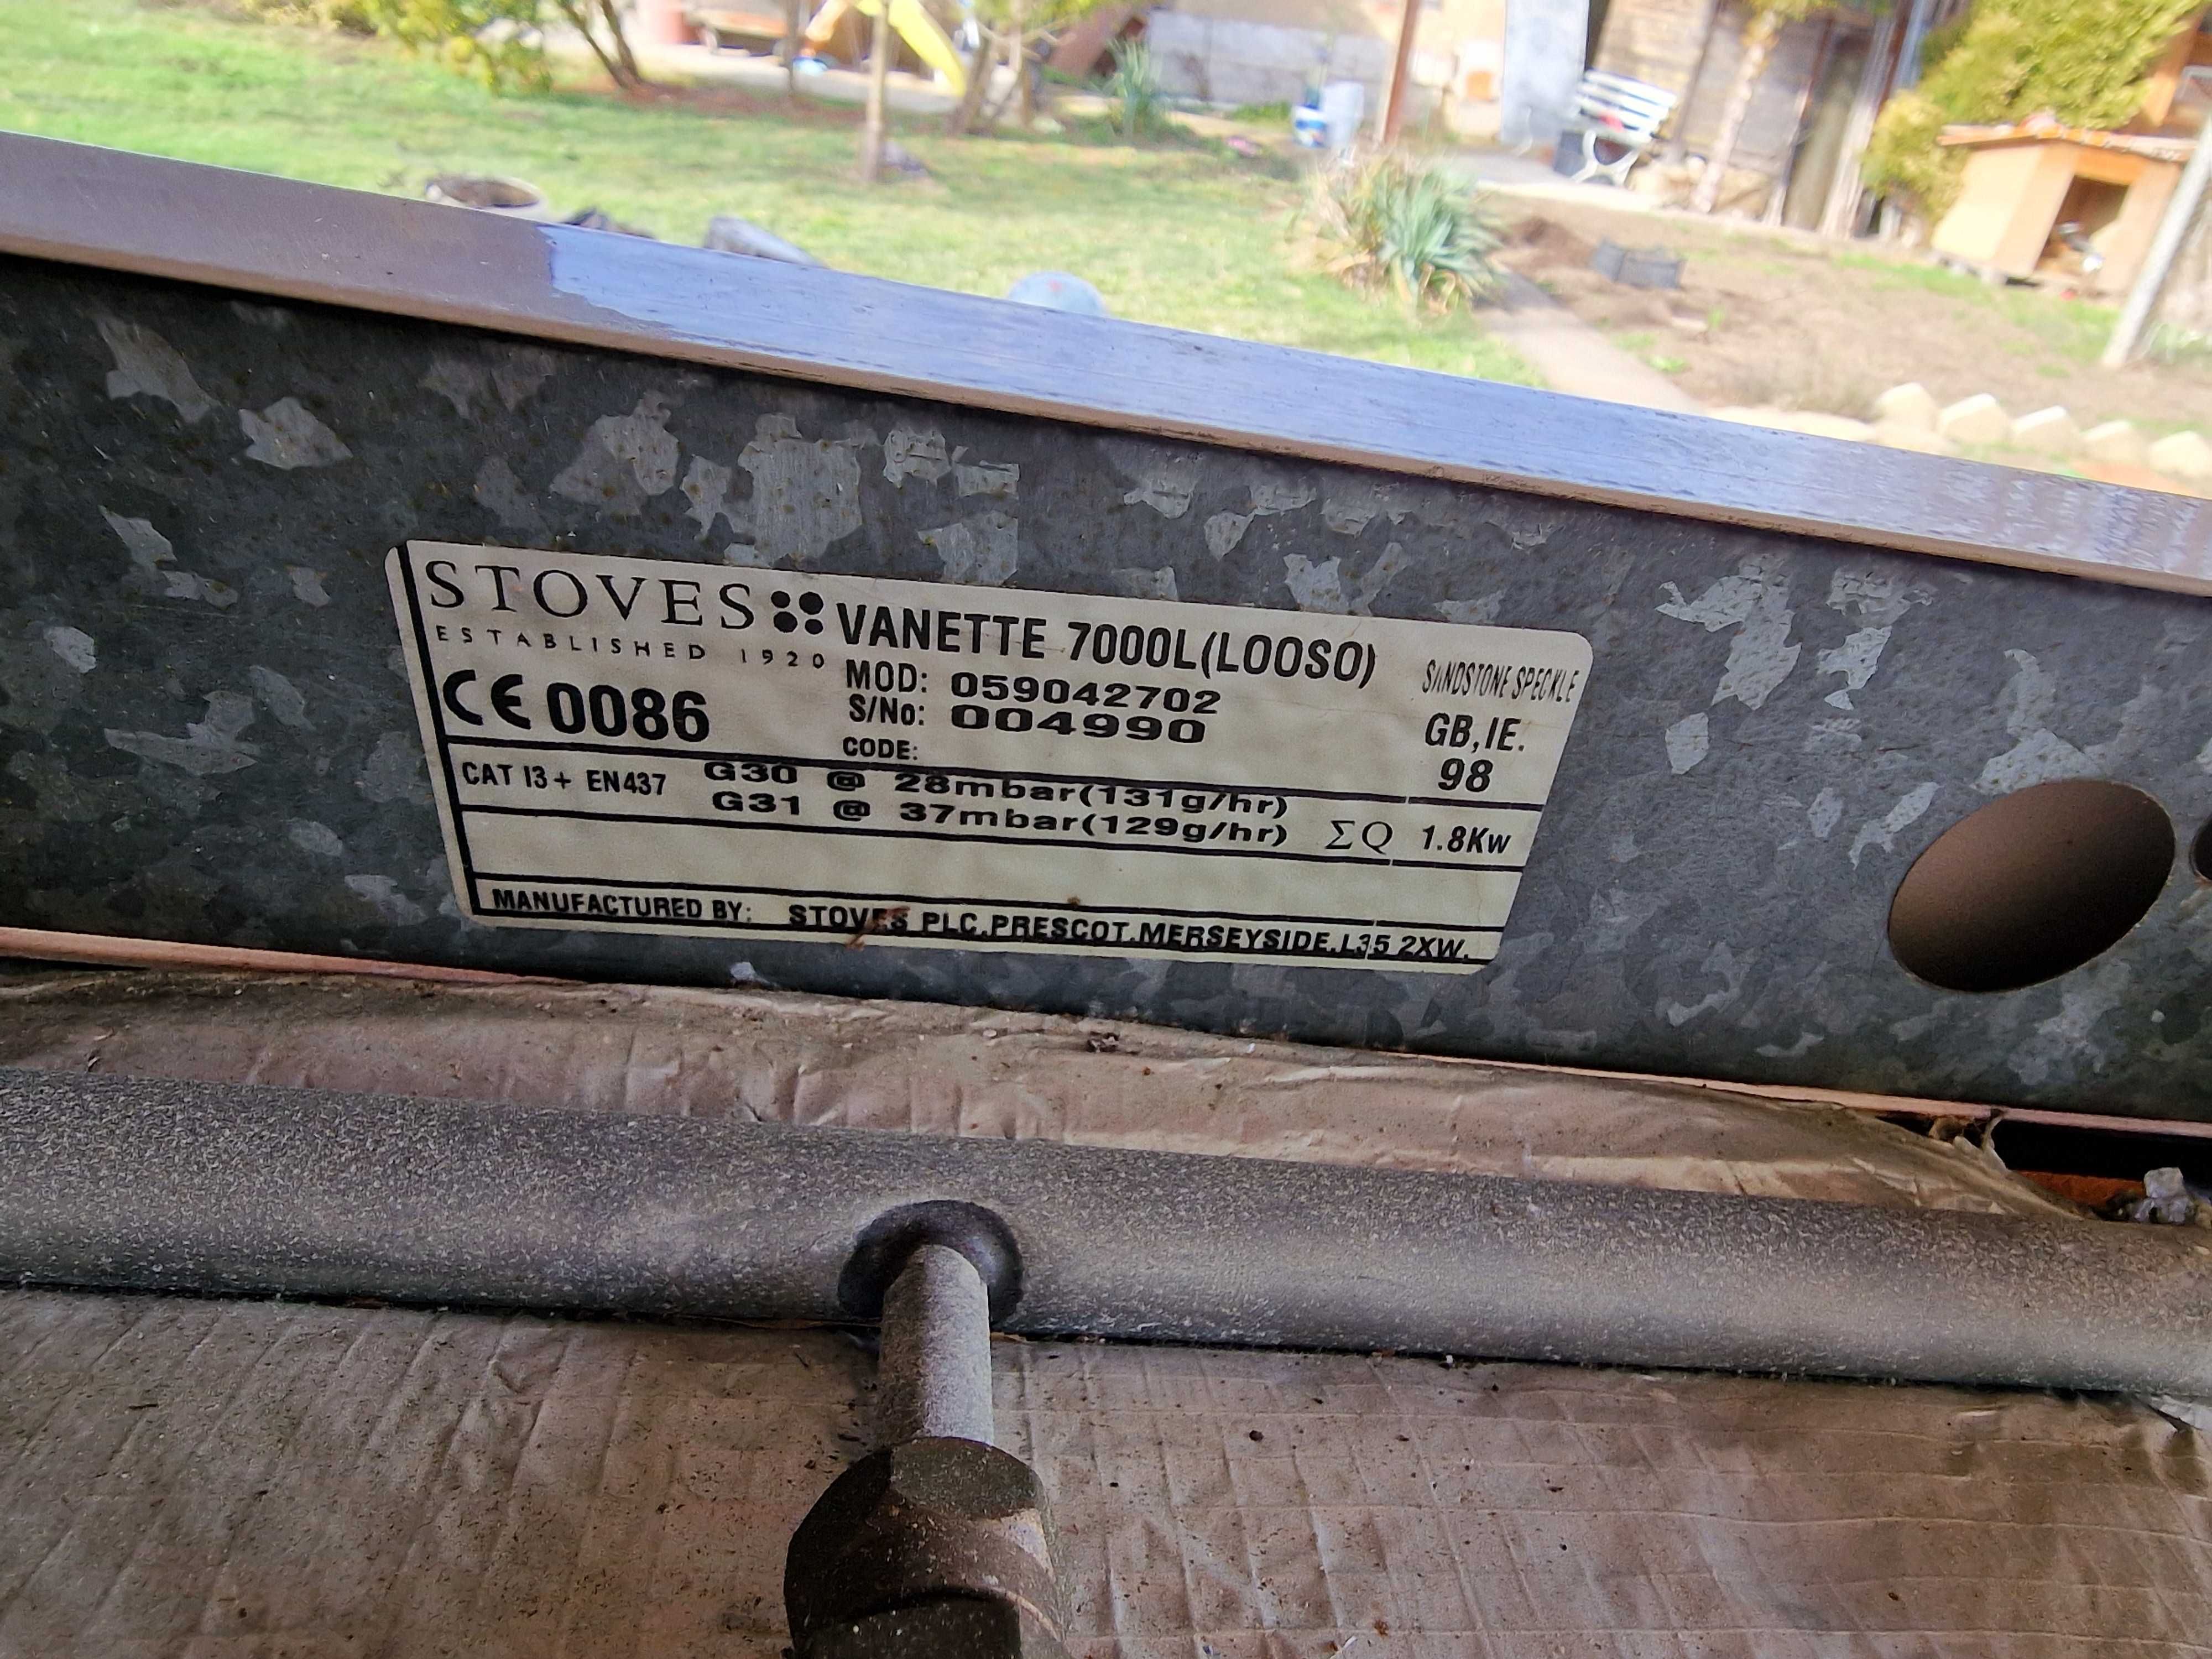 STOVES VANETTE 7000L(LOOSO) SANDSTONE SPECKLE
ESTABLISHED 1920
MOD: 059042702
CE 0086 S/No: 004990 GB,IE.
CODE: 98
CAT I3+ EN437 G30 @ 28mbar(131g/hr)
G31 @ 37mbar(129g/hr) ΣQ 1.8Kw
MANUFACTURED BY: STOVES PLC.PRESCOT.MERSEYSIDE.L35 2XW.